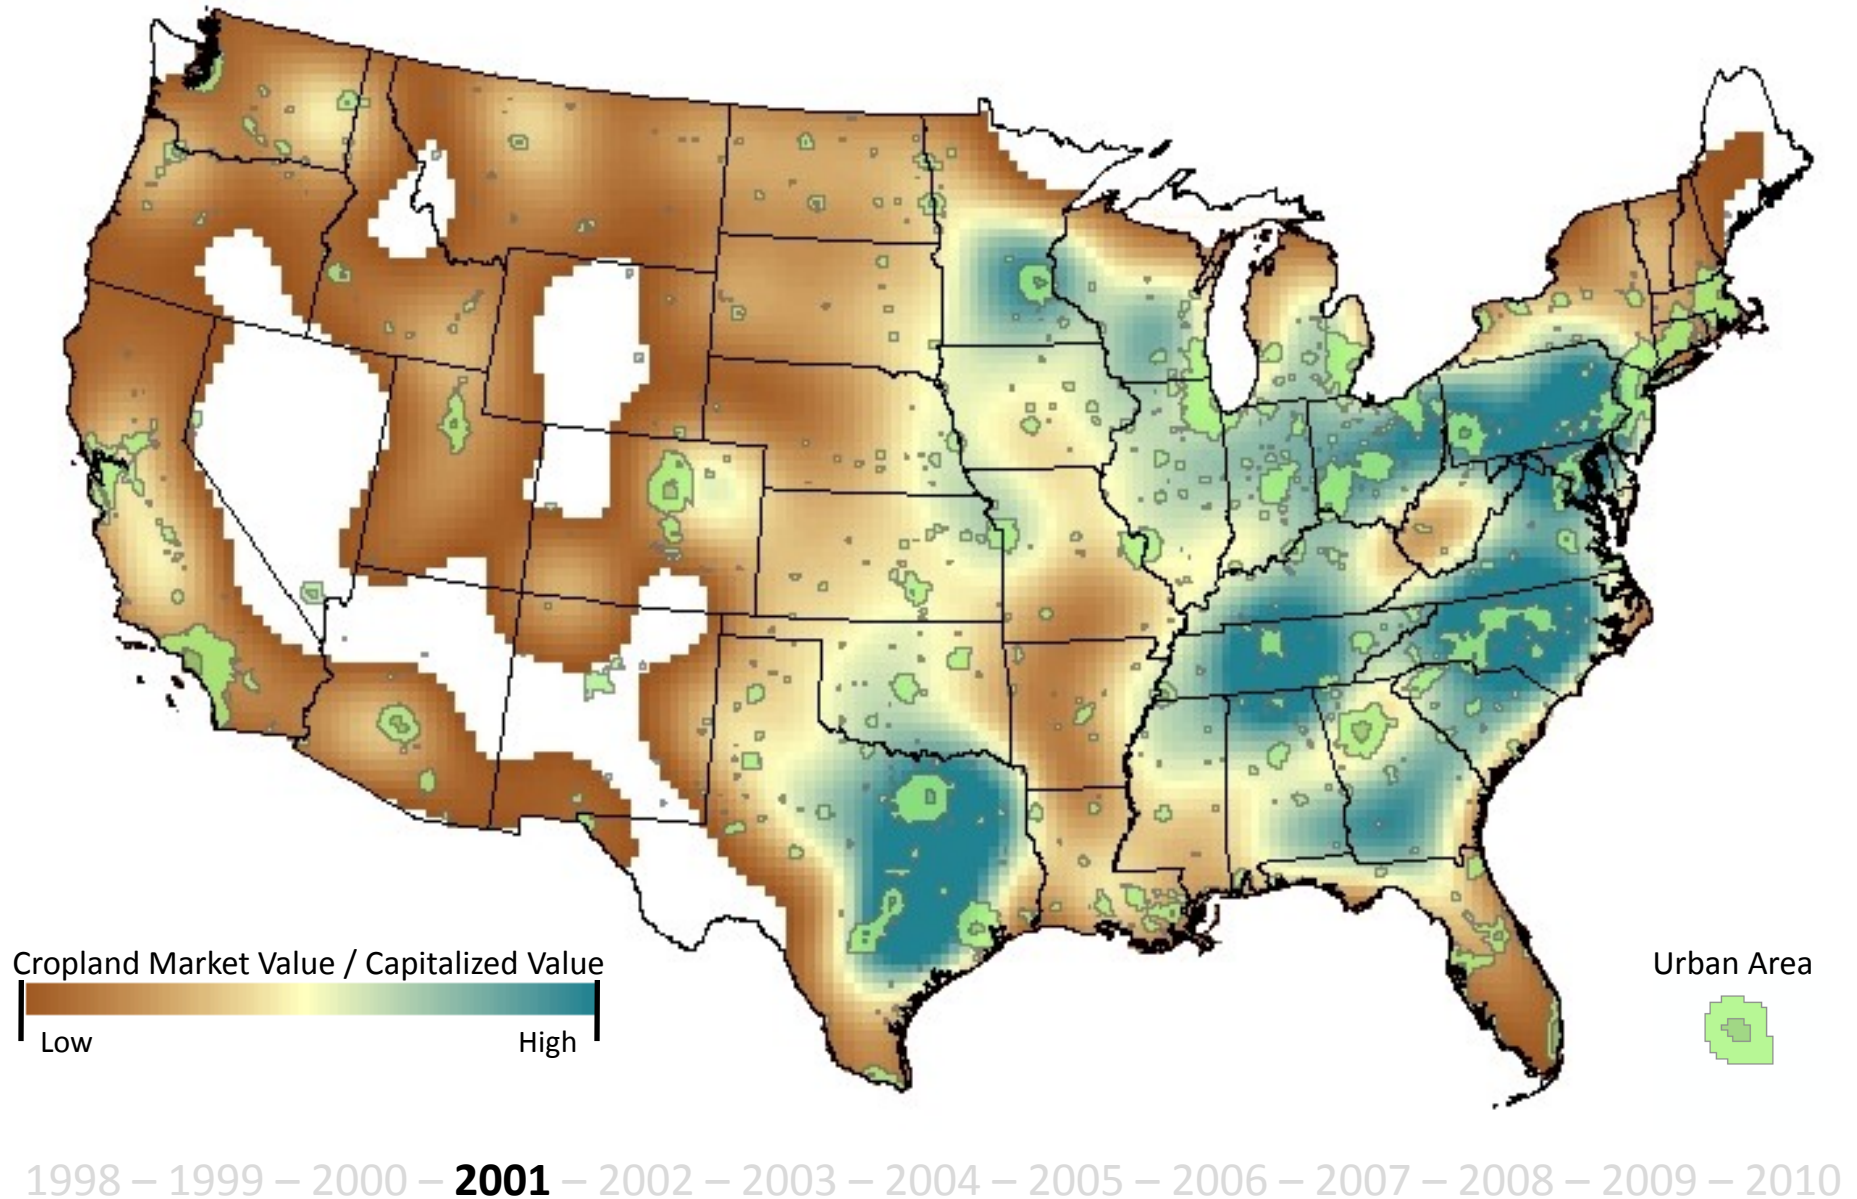 Cropland Market Value / Capitalized Value
Low High
Urban Area
1998 – 1999 – 2000 – 2001 – 2002 – 2003 – 2004 – 2005 – 2006 – 2007 – 2008 – 2009 – 2010